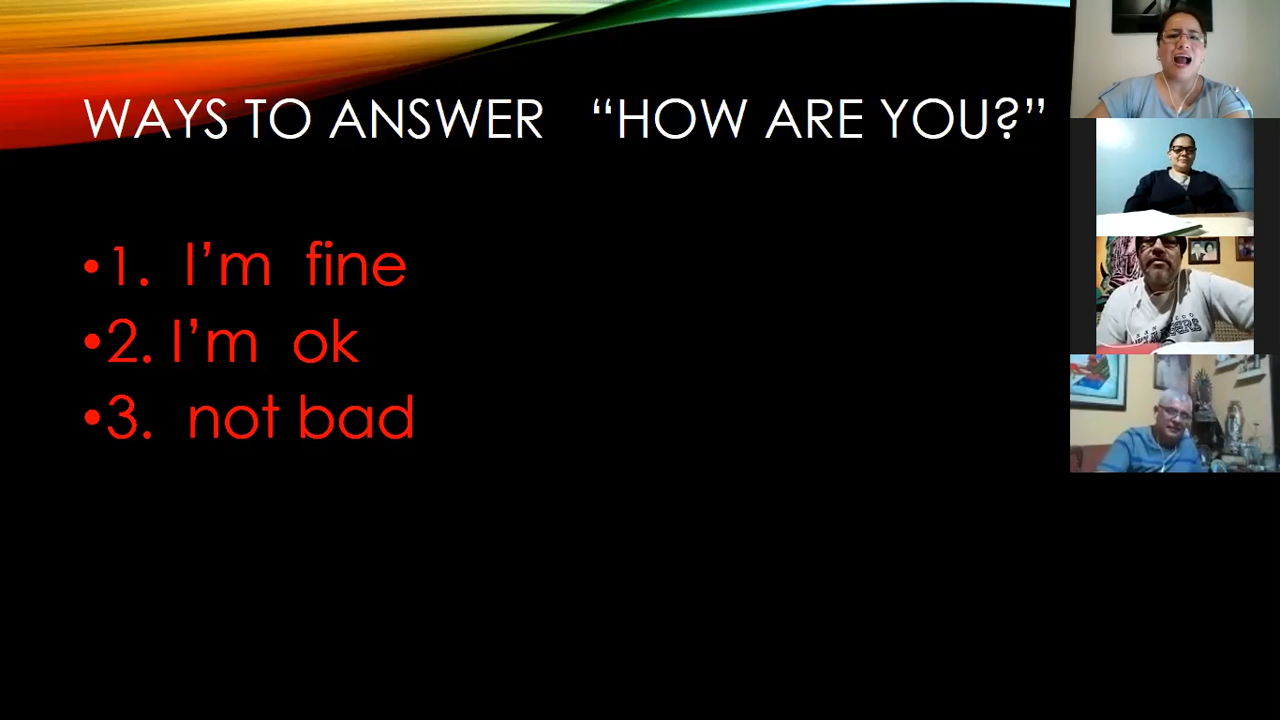 WAYS TO ANSWER “HOW ARE YOU?”
•1. I’m fine
•2. I’m ok
•3. not bad